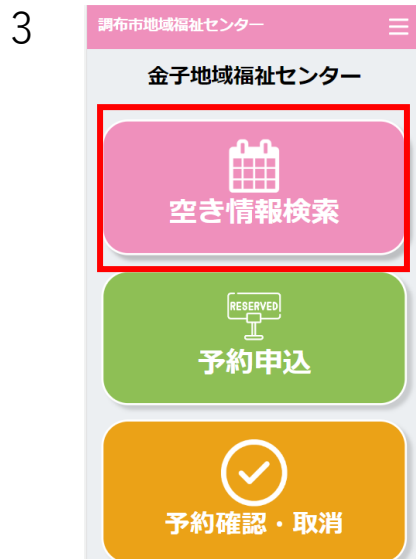 3
調布市地域福祉センター
金子地域福祉センター
空き情報検索
RESERVED
予約申込
予約確認・取消